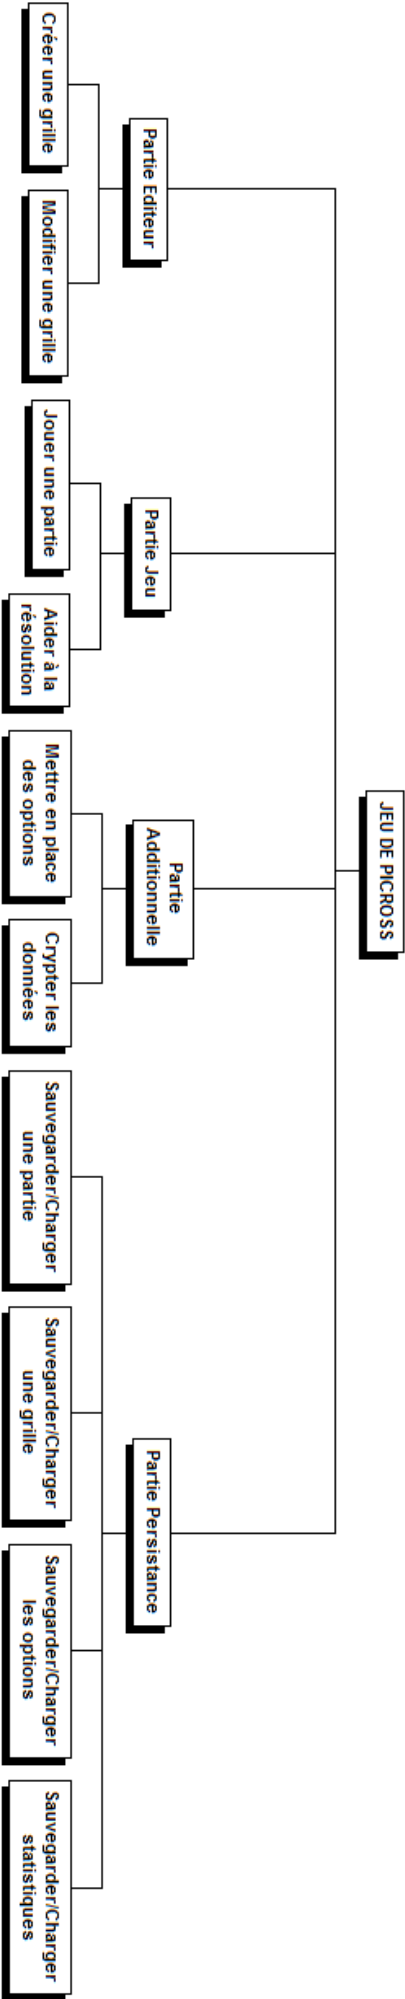 JEU DE PICROSS
Partie Editeur
Partie Jeu
Partie
Additionnelle
Partie Persistance
Créer une grille
Modifier une grille
Jouer une partie
Aider à la
résolution
Mettre en place
des options
Crypter les
données
Sauvegarder/Charger
une partie
Sauvegarder/Charger
une grille
Sauvegarder/Charger
les options
Sauvegarder/Charger
statistiques